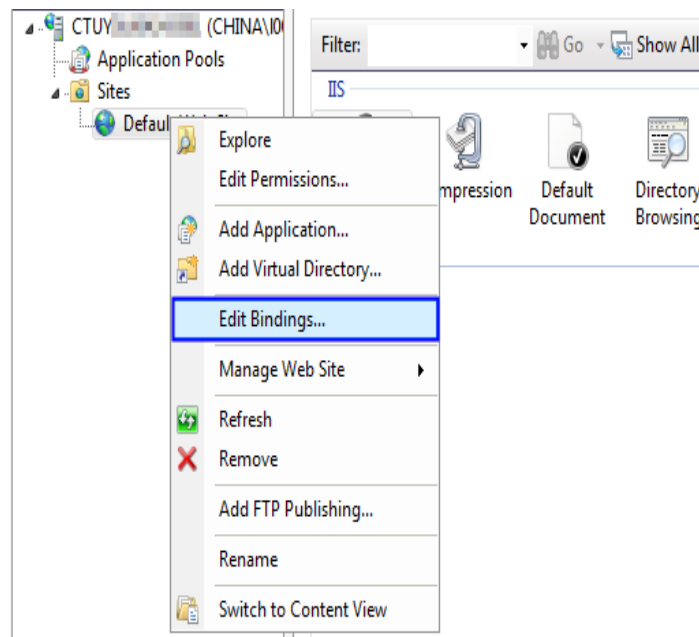 CTUY (CHINA\I0
Application Pools
Sites
Default
Filter:
Go
Show All
IIS
mpression
Default
Document
Directory
Browsing
Explore
Edit Permissions...
Add Application...
Add Virtual Directory...
Edit Bindings...
Manage Web Site
Refresh
Remove
Add FTP Publishing...
Rename
Switch to Content View